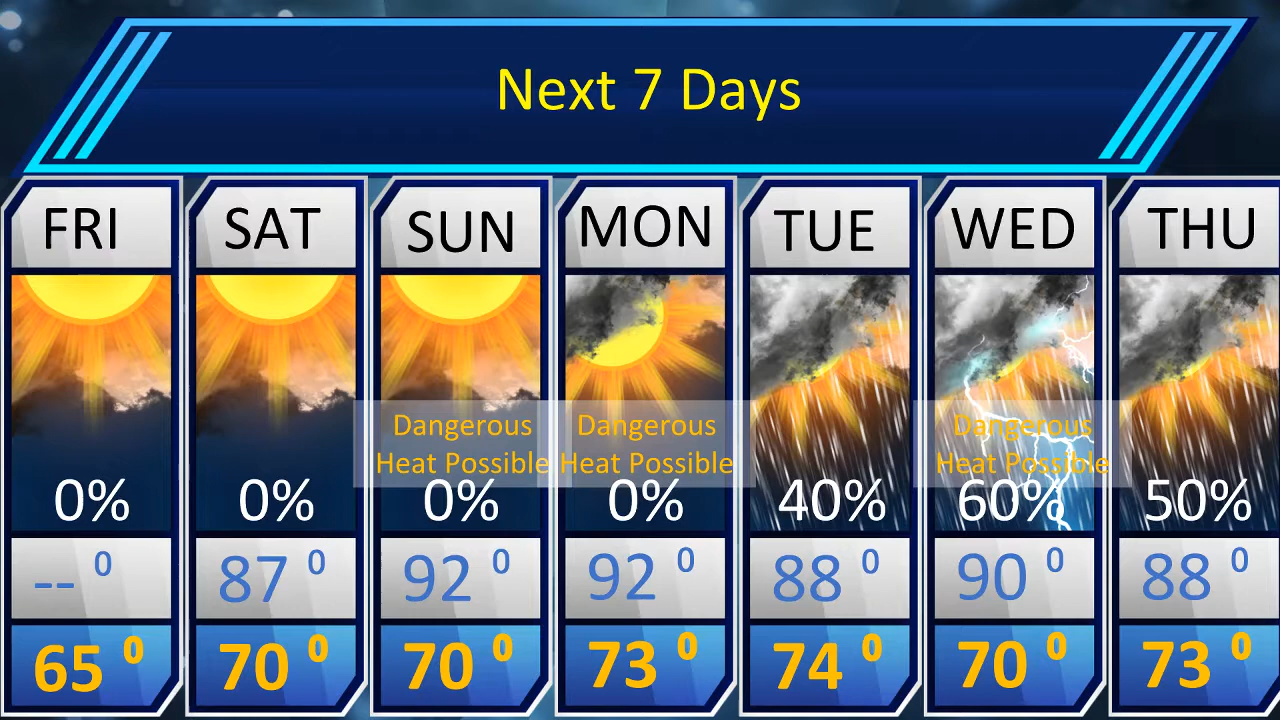 Next 7 Days
FRI SAT SUN MON TUE WED THU
Dangerous Dangerous Dangerous
Heat Possible Heat Possible Heat Possible
0% 0% 0% 0% 40% 60% 50%
-- 0 87 0 92 0 92 0 88 0 90 0 88 0
65 0 70 0 70 0 73 0 74 0 70 0 73 0